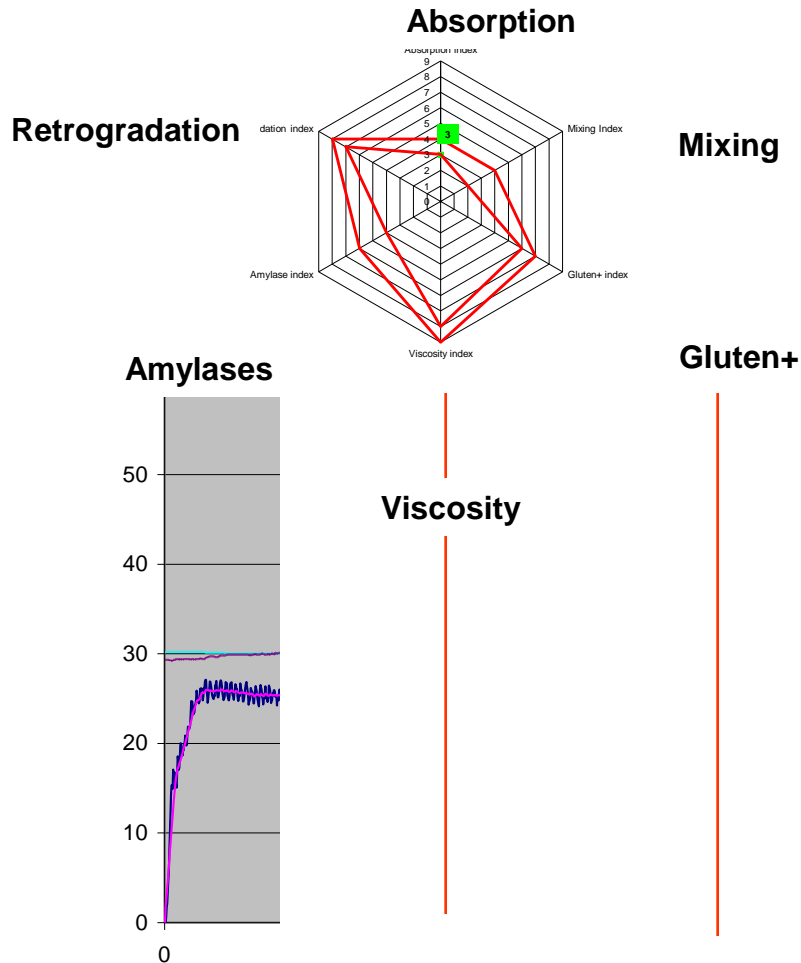 Absorption
Absorption Index
9
8
7
6
5
4
3
3
2
1
0
Retrogradation
dation index
Mixing Index
Mixing
Amylase index
Gluten+ index
Viscosity index
Amylases
Gluten+
Viscosity
50
40
30
20
10
0
0